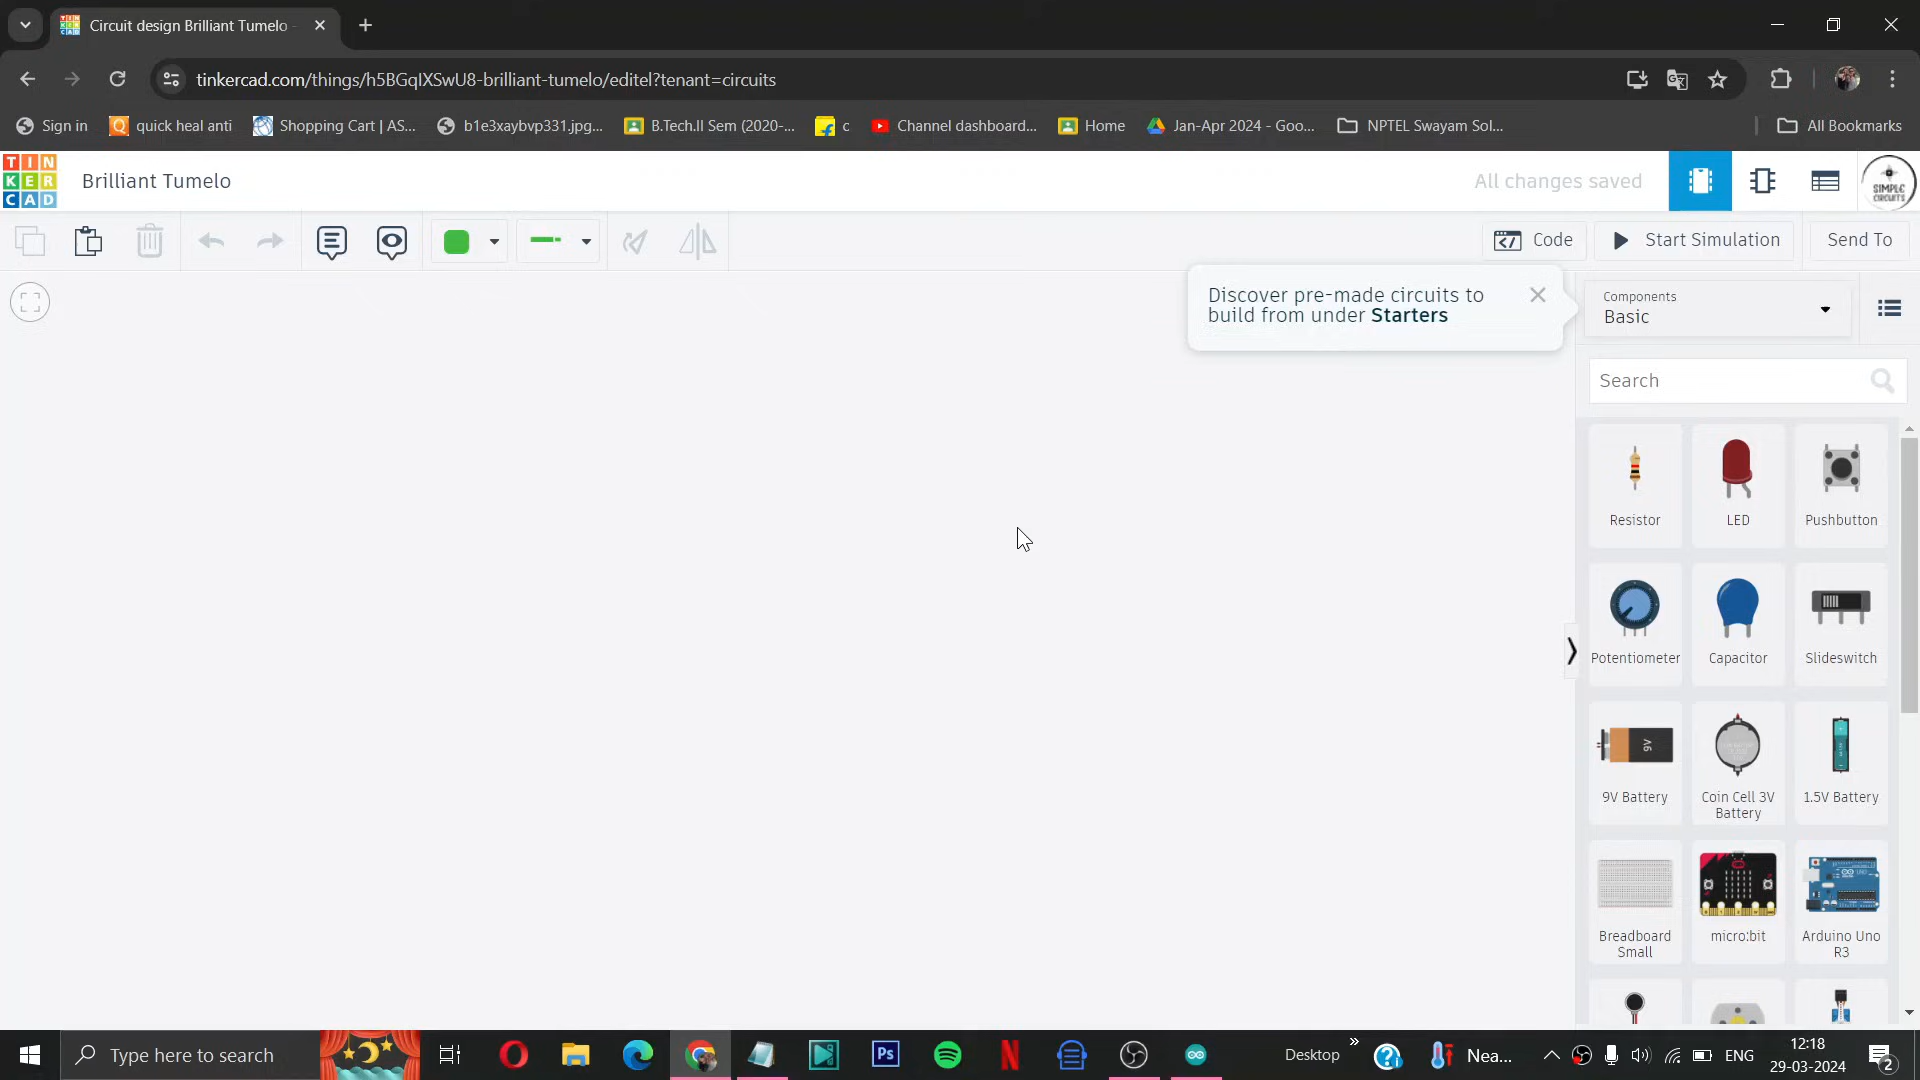 Circuit design Brilliant Tumelo -
tinkercad.com/things/h5BGqIXSwU8-brilliant-tumelo/editel?tenant=circuits
Sign in
quick heal anti
Shopping Cart | AS...
b1e3xaybvp331.jpg...
B.Tech.II Sem (2020-...
c
Channel dashboard...
Home
Jan-Apr 2024 - Goo...
NPTEL Swayam Sol...
All Bookmarks
TIN
KER
CAD
Brilliant Tumelo
All changes saved
SIMPLE
CIRCUITS
Code
Start Simulation
Send To
Discover pre-made circuits to
build from under Starters
Components
Basic
Search
Resistor
LED
Pushbutton
Potentiometer
Capacitor
Slideswitch
9V
9V Battery
Coin Cell 3V
Battery
1.5V Battery
Breadboard
Small
micro:bit
Arduino Uno
R3
Type here to search
Ps
N
Desktop
Nea...
ENG
12:18
29-03-2024
2